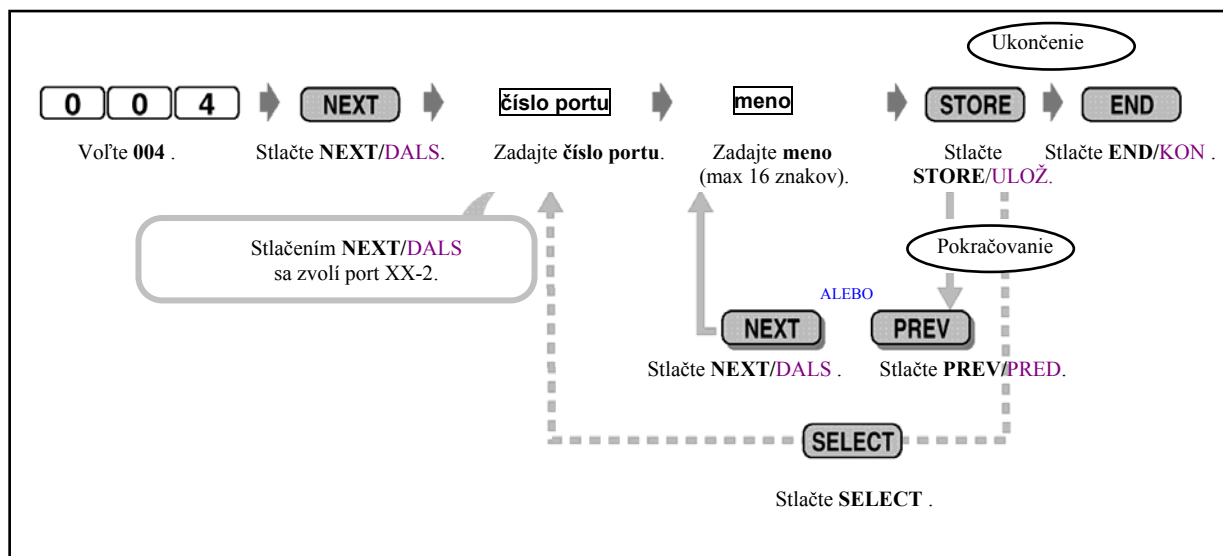 Ukončenie
0 0 4 NEXT číslo portu meno STORE END
Voľte 004 . Stlačte NEXT/DALS. Zadajte číslo portu. Zadajte meno Stlačte Stlačte END/KON .
(max 16 znakov). STORE/ULOŽ.
Stlačením NEXT/DALS Pokračovanie
sa zvolí port XX-2.
ALEBO
NEXT PREV
Stlačte NEXT/DALS . Stlačte PREV/PRED.
SELECT
Stlačte SELECT .